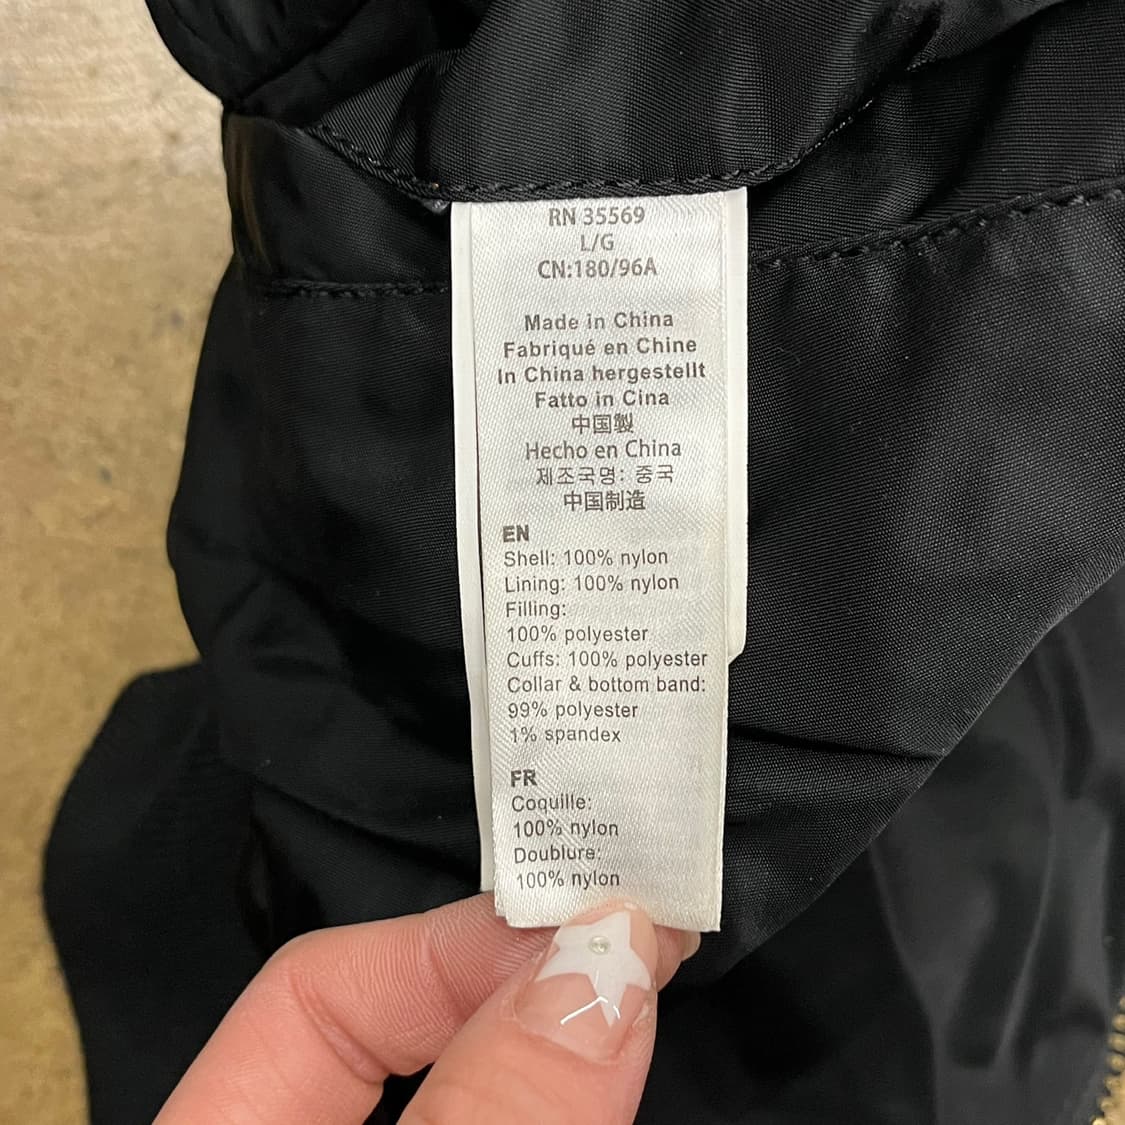 RN 35569
L/G
CN:180/96A
Made in China
Fabriqué en Chine
In China hergestellt
Fatto in Cina
中国製
Hecho en China
제조국명: 중국
中国制造
EN
Shell: 100% nylon
Lining: 100% nylon
Filling:
100% polyester
Cuffs: 100% polyester
Collar & bottom band:
99% polyester
1% spandex
FR
Coquille:
100% nylon
Doublure:
100% nylon